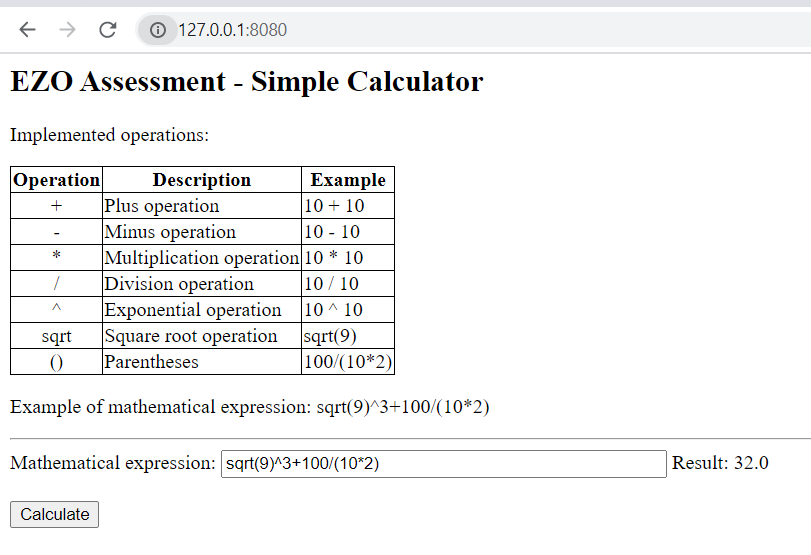 127.0.0.1:8080
EZO Assessment - Simple Calculator
Implemented operations:
Operation Description Example
+ Plus operation 10 + 10
- Minus operation 10 - 10
* Multiplication operation 10 * 10
/ Division operation 10 / 10
^ Exponential operation 10 ^ 10
sqrt Square root operation sqrt(9)
() Parentheses 100/(10*2)
Example of mathematical expression: sqrt(9)^3+100/(10*2)
Mathematical expression: sqrt(9)^3+100/(10*2) Result: 32.0
Calculate